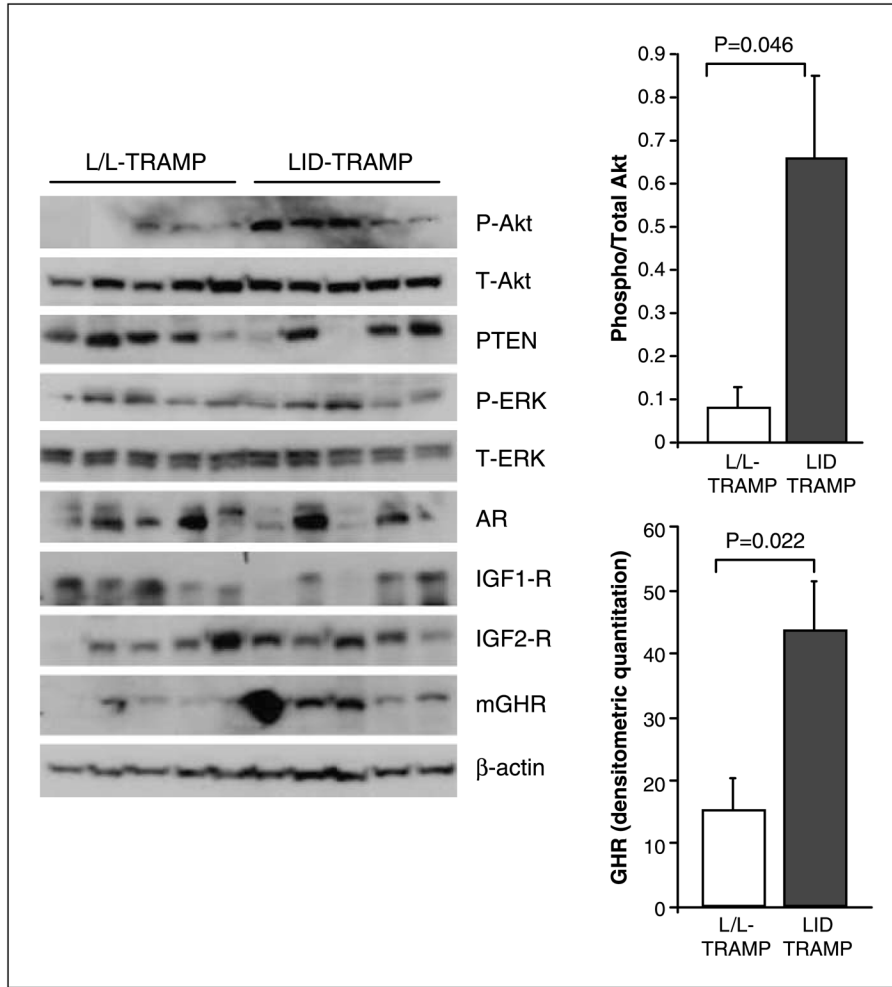 L/L-TRAMP LID-TRAMP
P-Akt
T-Akt
PTEN
P-ERK
T-ERK
AR
IGF1-R
IGF2-R
mGHR
β-actin
P=0.046
Phospho/Total Akt
0.9
0.8
0.7
0.6
0.5
0.4
0.3
0.2
0.1
0
L/L- LID
TRAMP TRAMP
P=0.022
GHR (densitometric quantitation)
60
50
40
30
20
10
0
L/L- LID
TRAMP TRAMP